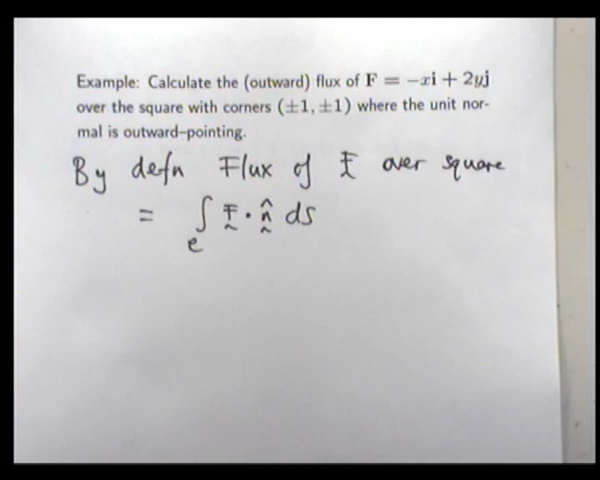 Example: Calculate the (outward) flux of F = −xi + 2yj
over the square with corners (±1, ±1) where the unit nor-
mal is outward–pointing.
By defn Flux of F over square
= ∫_C F · n̂ ds